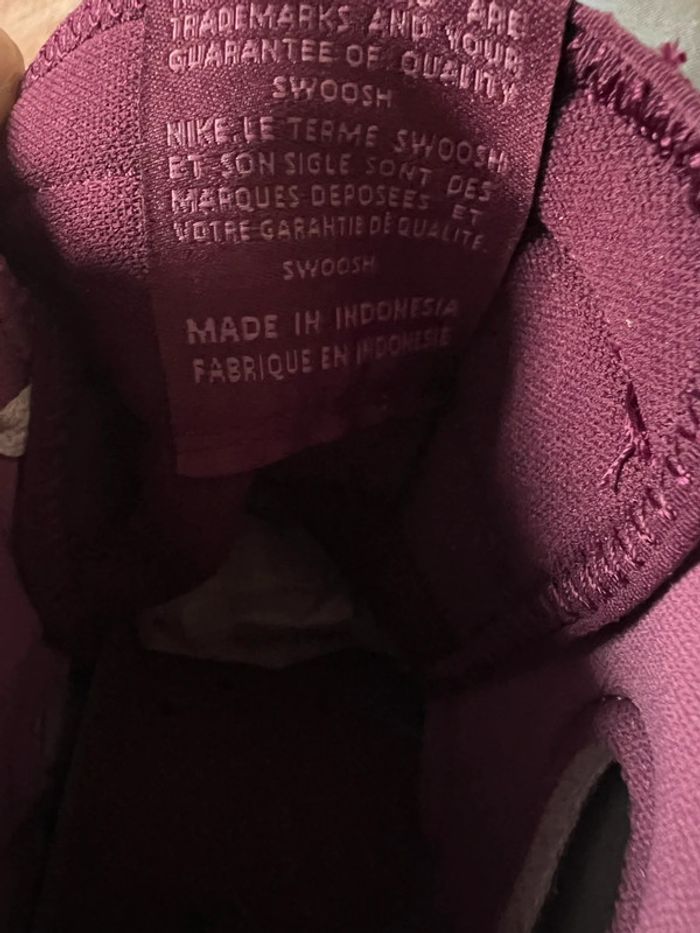 ARE
TRADEMARKS AND YOUR
GUARANTEE OF QUALITY
SWOOSH
NIKE.LE TERME SWOOSH
ET SON SIGLE SONT DES
MARQUES DEPOSEES ET
VOTRE GARANTIE DE QUALITE
SWOOSH
MADE IN INDONESIA
FABRIQUE EN INDONESIE